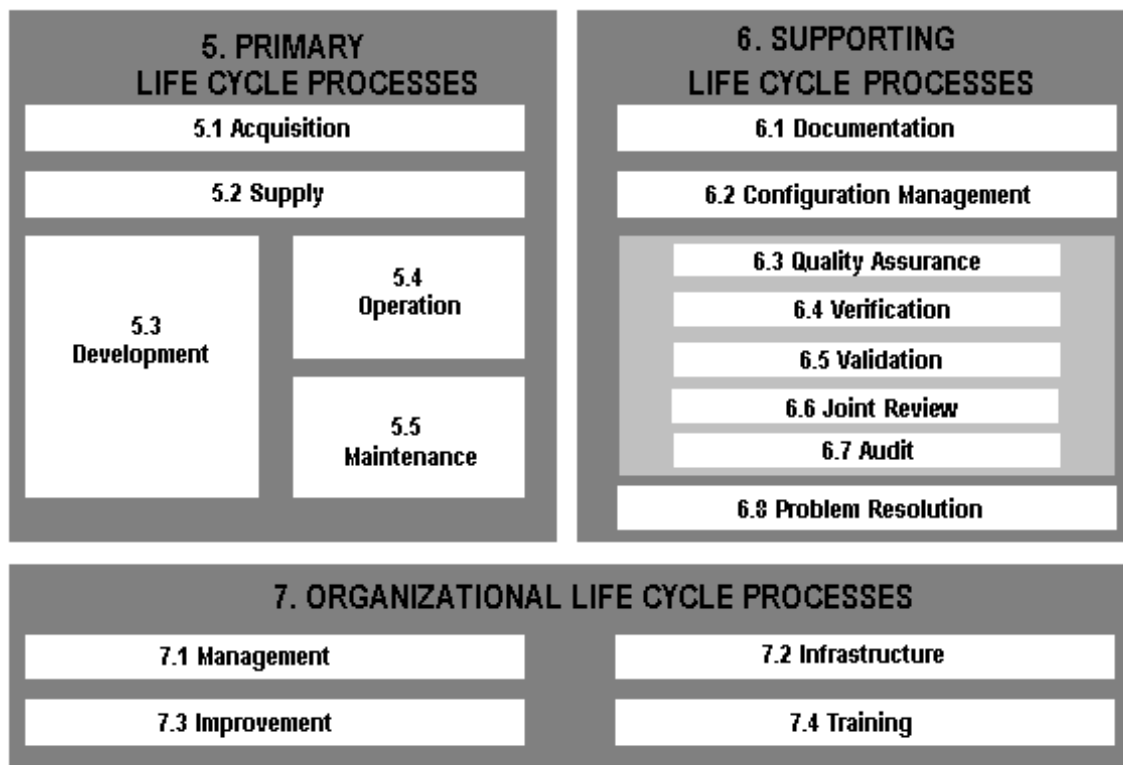 5. PRIMARY
LIFE CYCLE PROCESSES
5.1 Acquisition
5.2 Supply
5.3
Development
5.4
Operation
5.5
Maintenance
6. SUPPORTING
LIFE CYCLE PROCESSES
6.1 Documentation
6.2 Configuration Management
6.3 Quality Assurance
6.4 Verification
6.5 Validation
6.6 Joint Review
6.7 Audit
6.8 Problem Resolution
7. ORGANIZATIONAL LIFE CYCLE PROCESSES
7.1 Management
7.2 Infrastructure
7.3 Improvement
7.4 Training